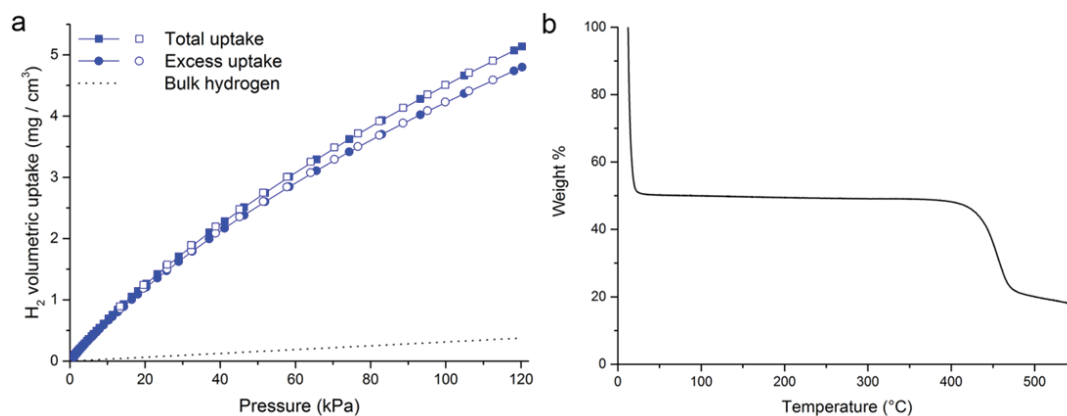 a
H₂ volumetric uptake (mg / cm³)
5
4
3
2
1
0
Total uptake
Excess uptake
Bulk hydrogen
0 20 40 60 80 100 120
Pressure (kPa)
b
Weight %
100
80
60
40
20
0
0 100 200 300 400 500
Temperature (°C)